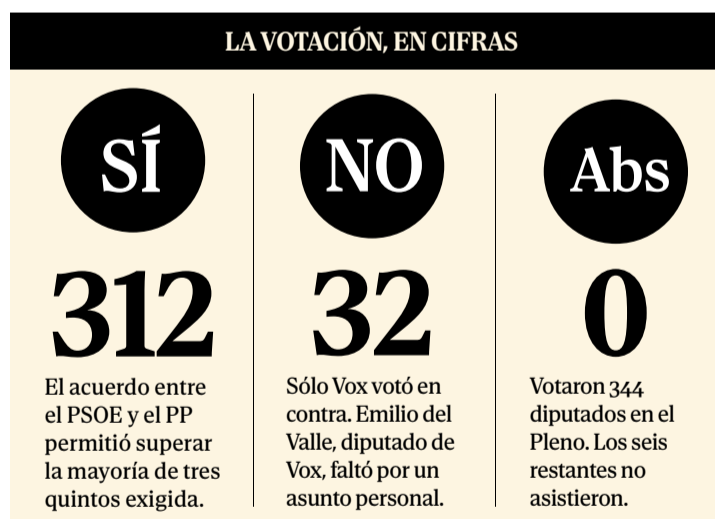 LA VOTACIÓN, EN CIFRAS
SÍ
312
El acuerdo entre
el PSOE y el PP
permitió superar
la mayoría de tres
quintos exigida.
NO
32
Sólo Vox votó en
contra. Emilio del
Valle, diputado de
Vox, faltó por un
asunto personal.
Abs
0
Votaron 344
diputados en el
Pleno. Los seis
restantes no
asistieron.